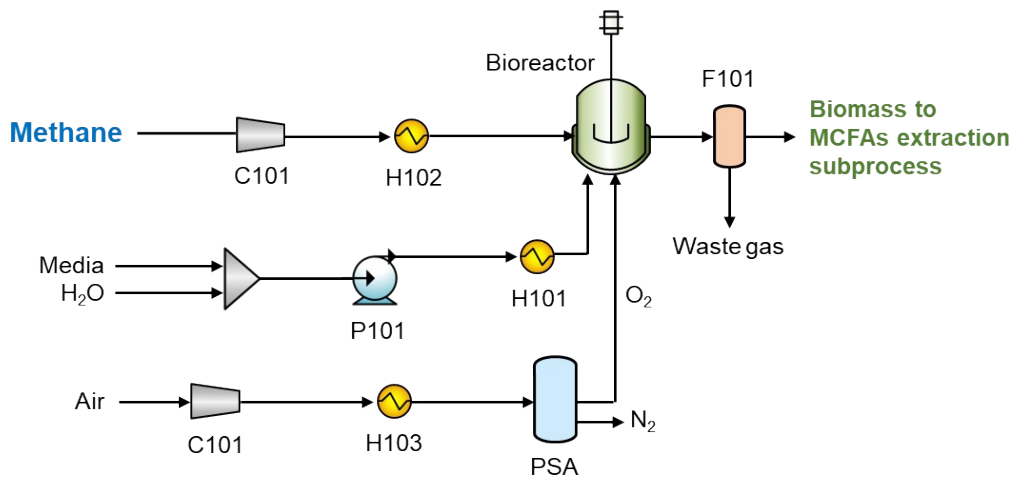 Bioreactor
F101
Methane
Biomass to
MCFAs extraction
subprocess
C101
H102
Waste gas
Media
H₂O
H101
P101
O₂
Air
N₂
C101
H103
PSA